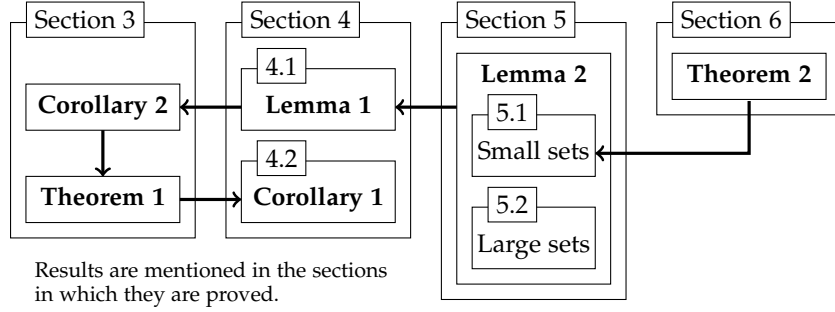 Section 3
Section 4
Section 5
Section 6
4.1
Lemma 2
Theorem 2
Corollary 2
Lemma 1
5.1
Small sets
4.2
Theorem 1
Corollary 1
5.2
Large sets
Results are mentioned in the sections
in which they are proved.